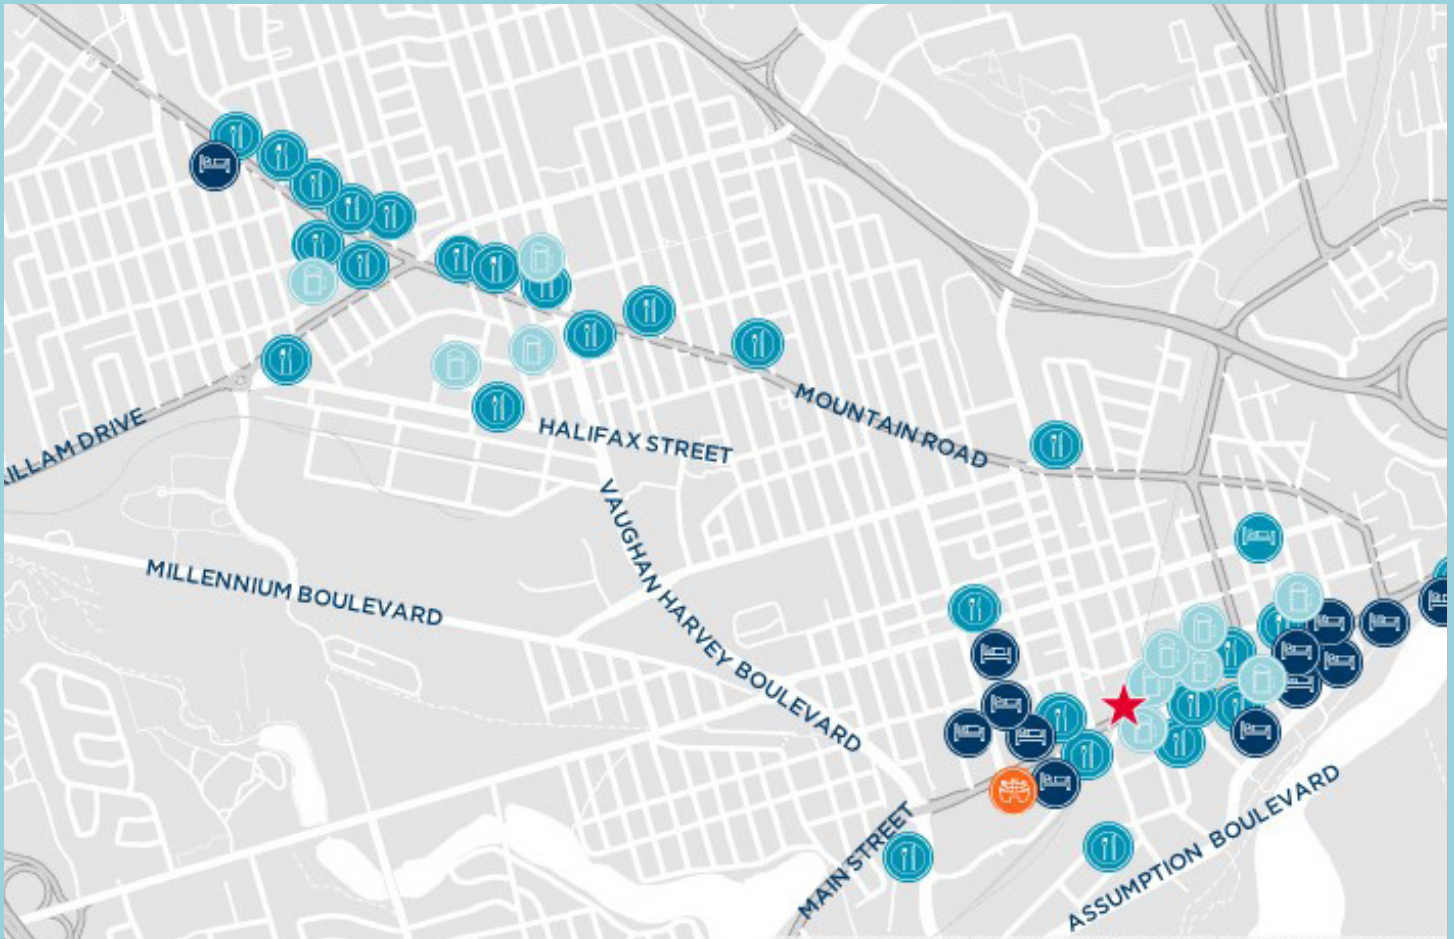 MOUNTAIN ROAD
ILLAM DRIVE
HALIFAX STREET
VAUGHAN HARVEY BOULEVARD
MILLENNIUM BOULEVARD
MAIN STREET
ASSUMPTION BOULEVARD